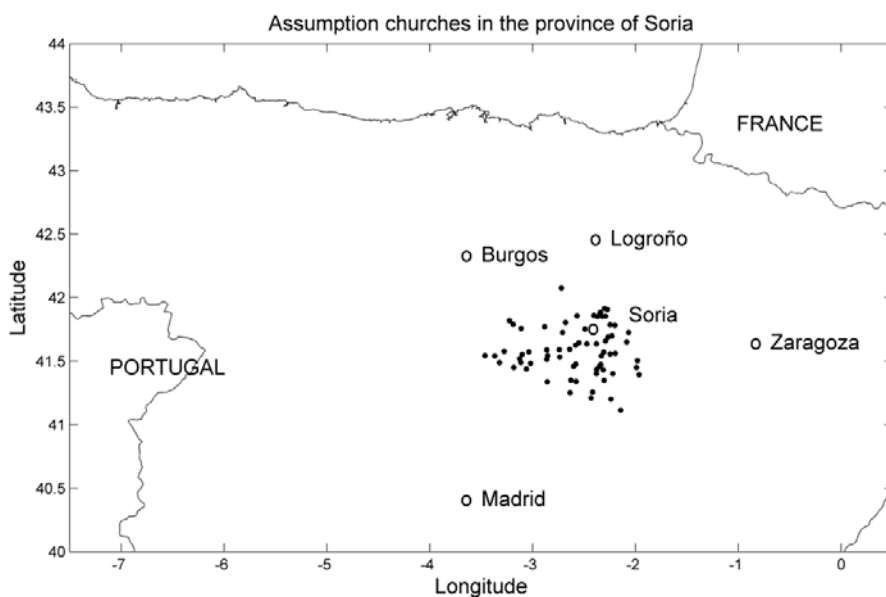 Assumption churches in the province of Soria
44
43.5
FRANCE
43
42.5
Logroño
Burgos
42
Soria
41.5
Zaragoza
PORTUGAL
41
40.5
Madrid
40
-7
-6
-5
-4
-3
-2
-1
0
Latitude
Longitude